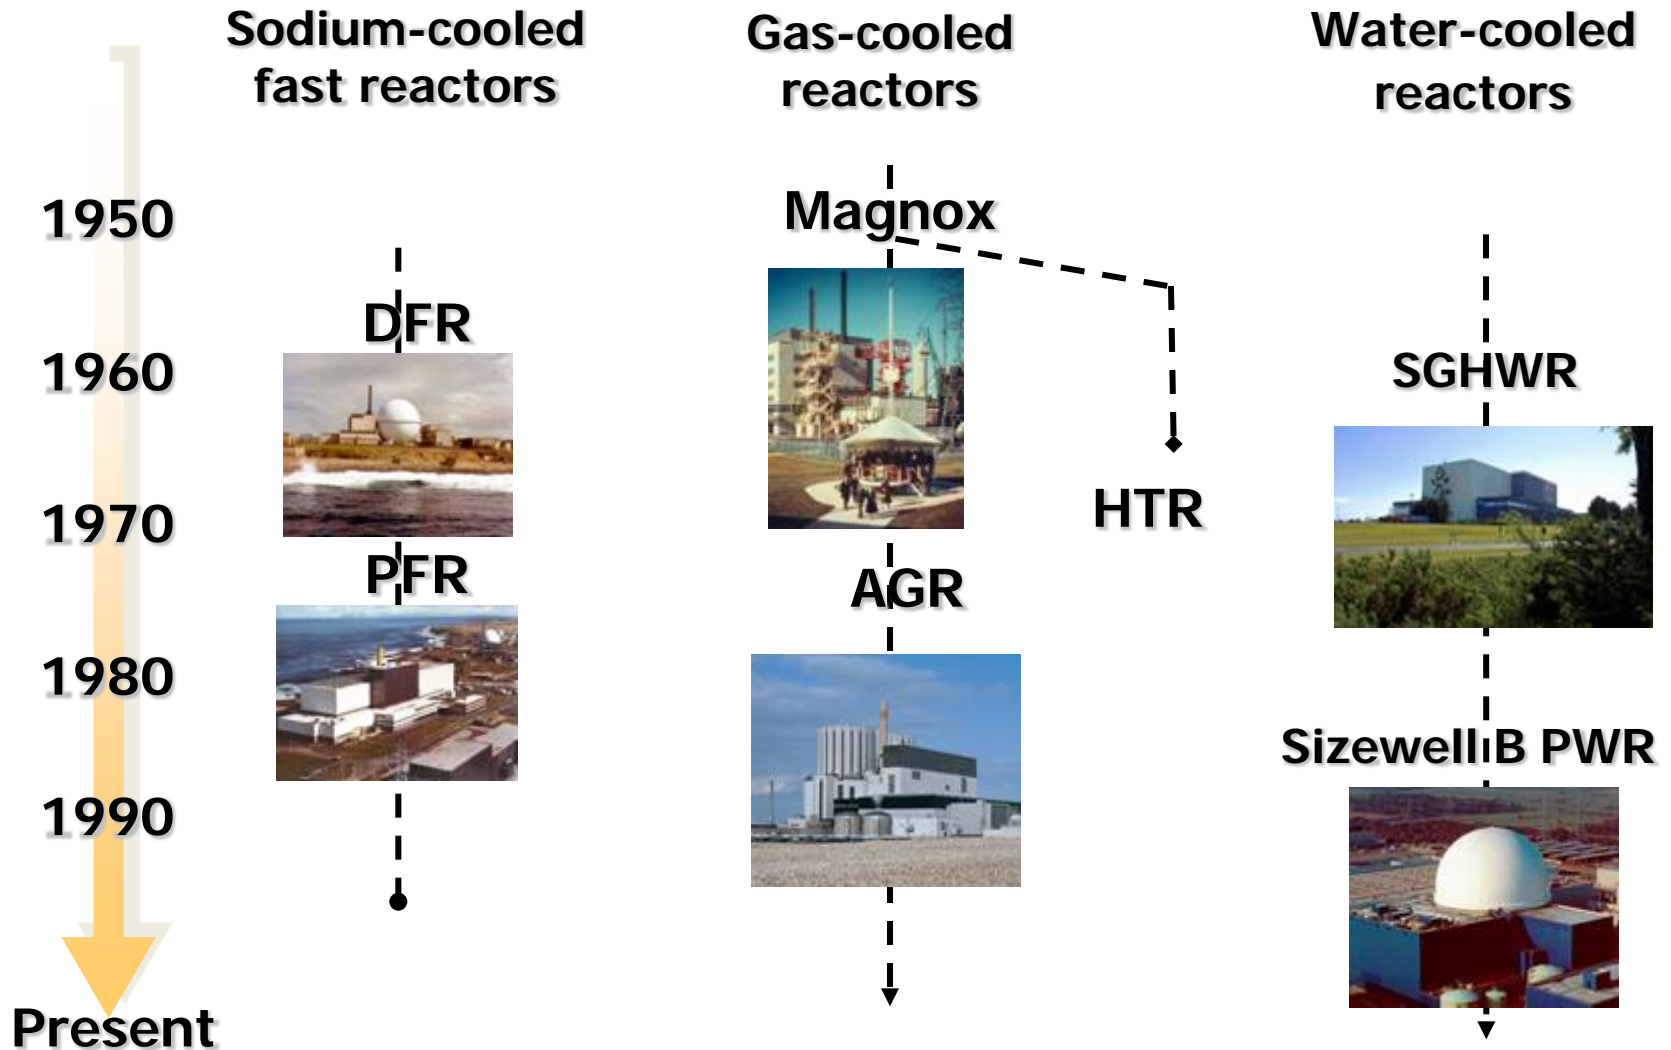 Sodium-cooled
fast reactors
Gas-cooled
reactors
Water-cooled
reactors
1950
1960
1970
1980
1990
Present
DFR
PFR
Magnox
HTR
AGR
SGHWR
Sizewell B PWR